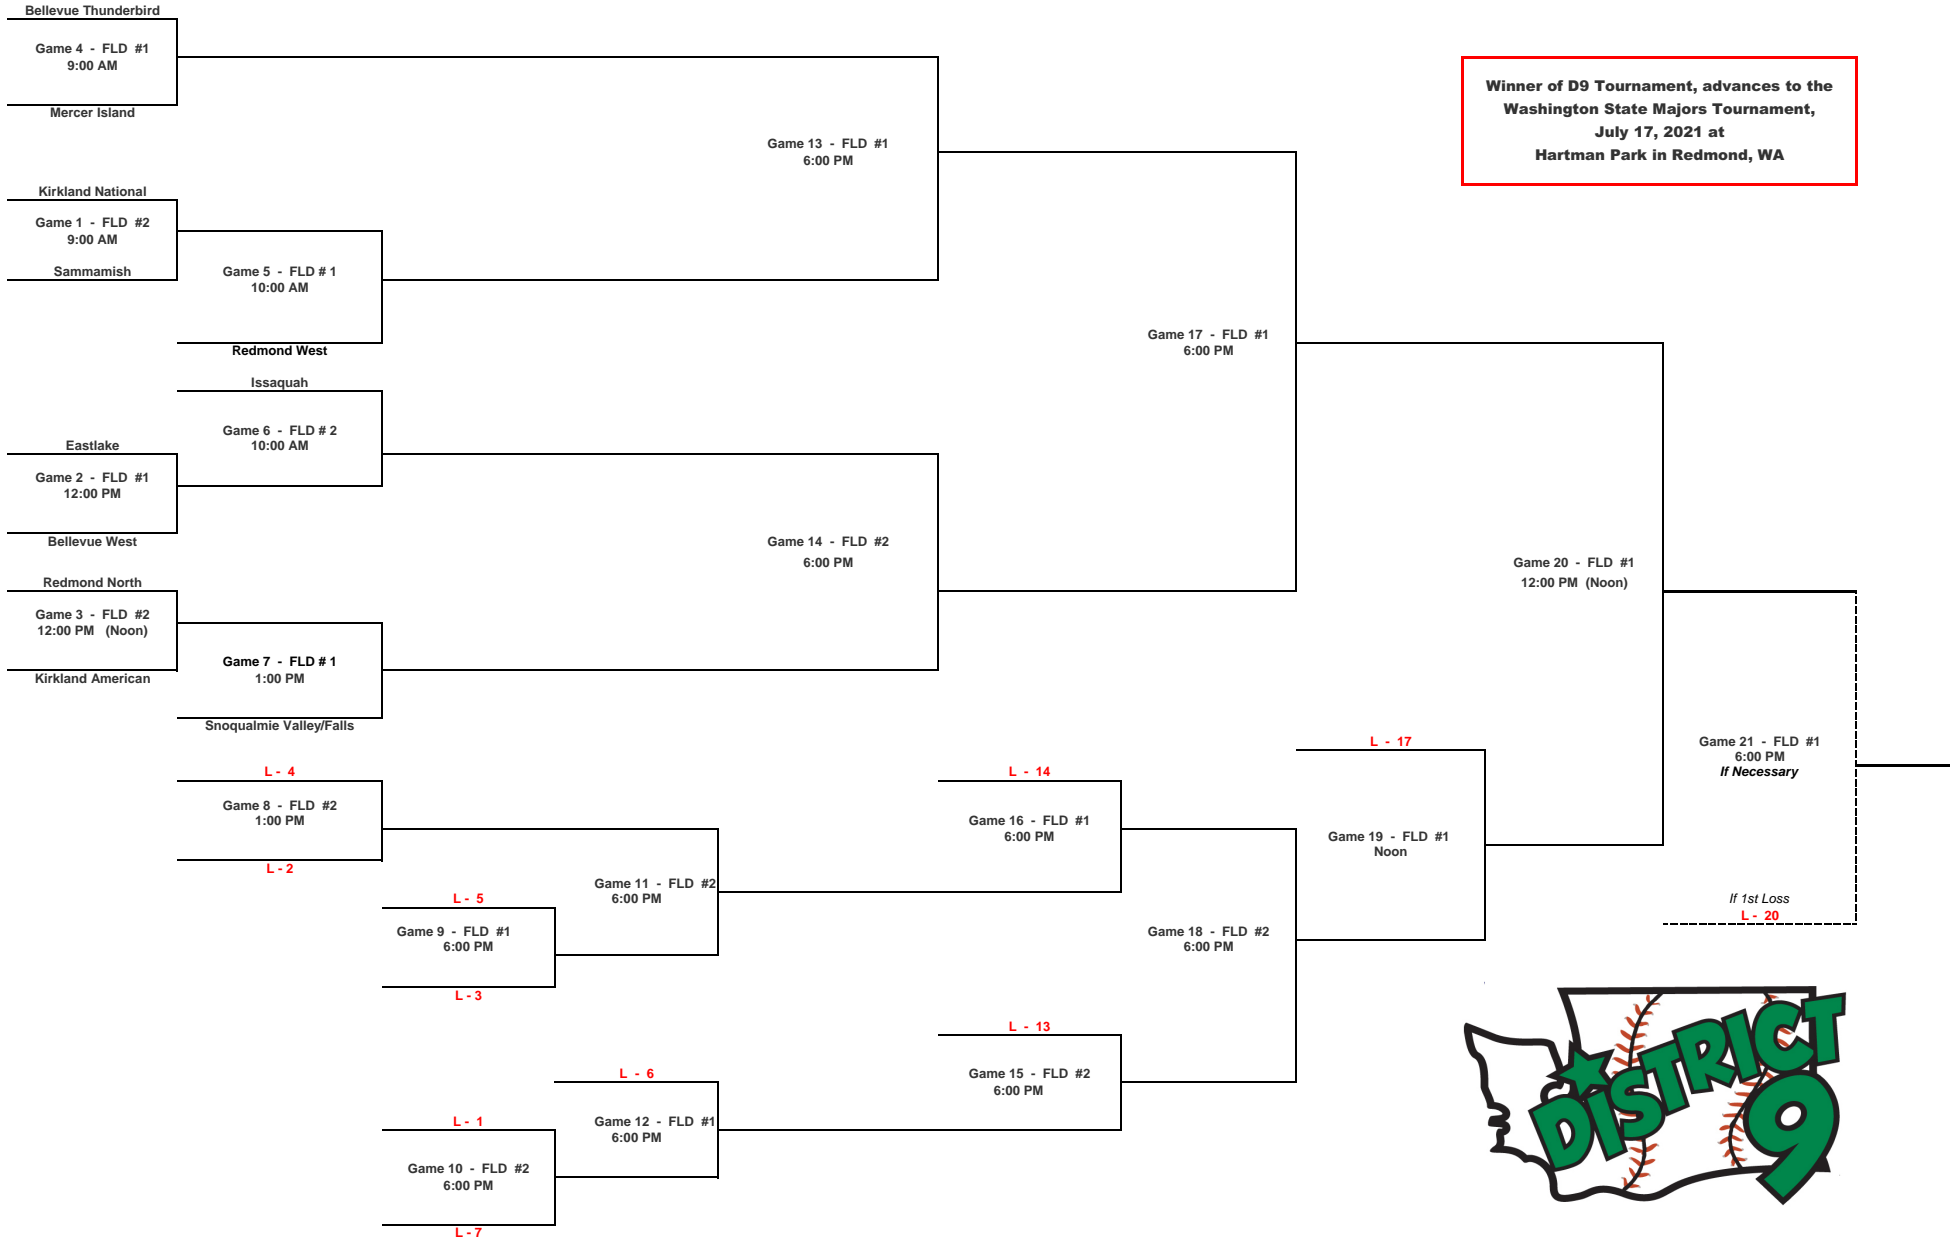 Bellevue Thunderbird
Game 4 - FLD #1
9:00 AM
Mercer Island
Winner of D9 Tournament, advances to the
Washington State Majors Tournament,
July 17, 2021 at
Hartman Park in Redmond, WA
Game 13 - FLD #1
6:00 PM
Kirkland National
Game 1 - FLD #2
9:00 AM
Sammamish
Game 5 - FLD # 1
10:00 AM
Redmond West
Game 17 - FLD #1
6:00 PM
Issaquah
Game 6 - FLD # 2
10:00 AM
Eastlake
Game 2 - FLD #1
12:00 PM
Bellevue West
Game 14 - FLD #2
6:00 PM
Game 20 - FLD #1
12:00 PM (Noon)
Redmond North
Game 3 - FLD #2
12:00 PM (Noon)
Kirkland American
Game 7 - FLD # 1
1:00 PM
Snoqualmie Valley/Falls
L - 17
Game 21 - FLD #1
6:00 PM
If Necessary
L - 4
Game 8 - FLD #2
1:00 PM
L - 2
L - 14
Game 16 - FLD #1
6:00 PM
Game 19 - FLD #1
Noon
Game 11 - FLD #2
6:00 PM
L - 5
Game 9 - FLD #1
6:00 PM
L - 3
If 1st Loss
L - 20
Game 18 - FLD #2
6:00 PM
L - 13
Game 15 - FLD #2
6:00 PM
L - 6
Game 12 - FLD #1
6:00 PM
L - 1
Game 10 - FLD #2
6:00 PM
L - 7
DISTRICT
9